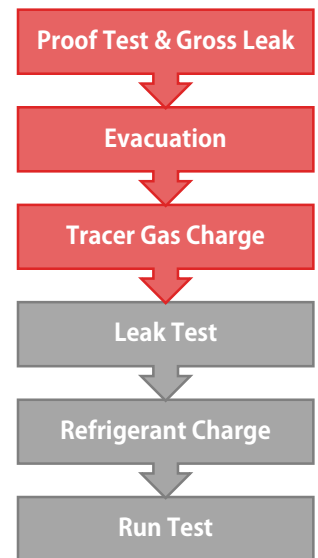 Proof Test & Gross Leak
Evacuation
Tracer Gas Charge
Leak Test
Refrigerant Charge
Run Test